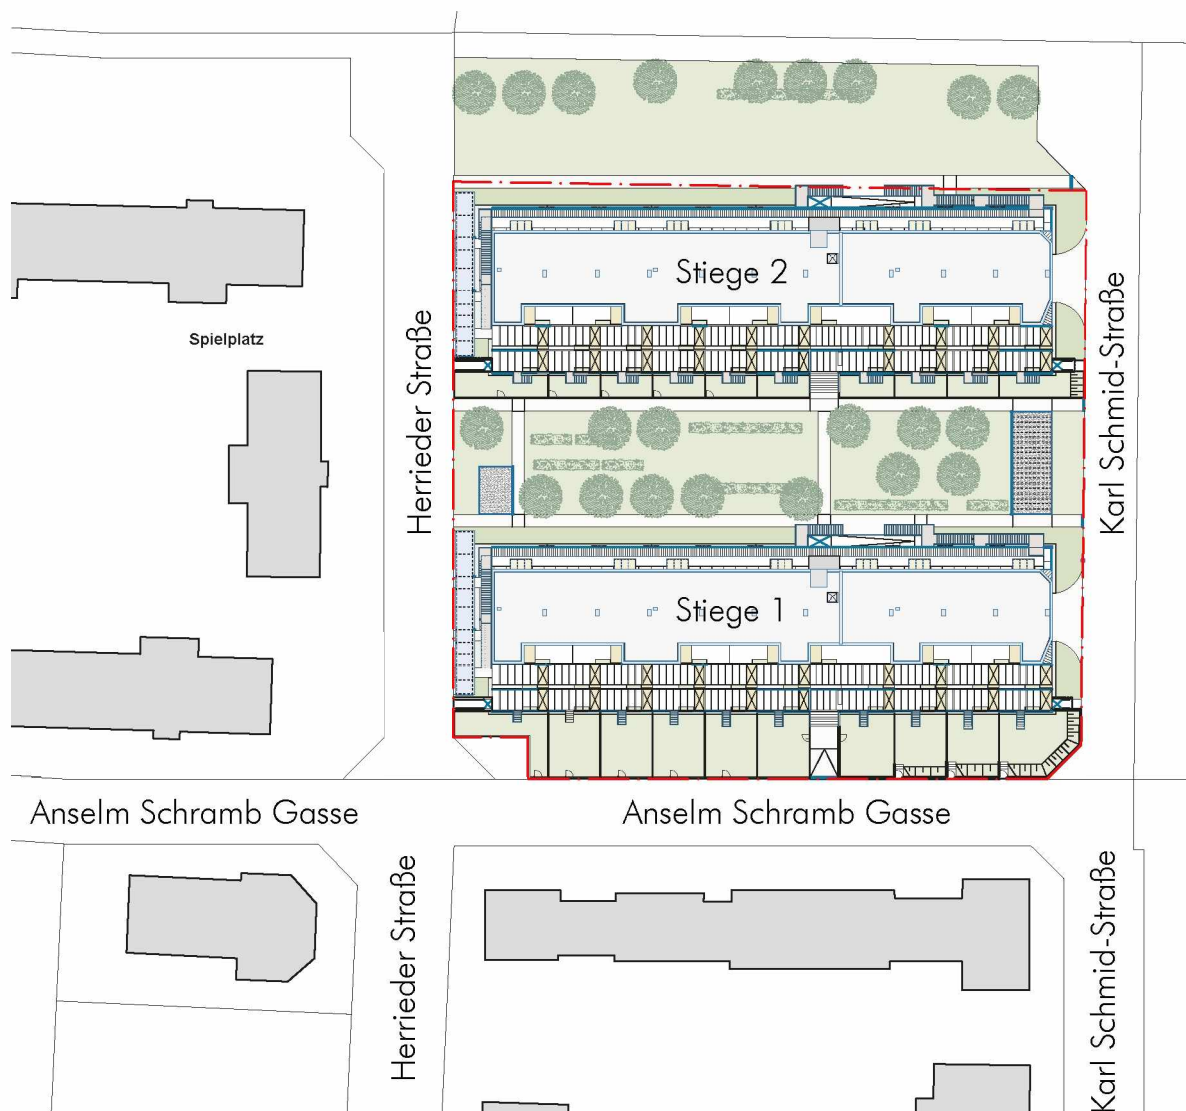 Stiege 2
Spielplatz
Herrieder Straße
Karl Schmid-Straße
Stiege 1
Anselm Schramb Gasse
Anselm Schramb Gasse
Herrieder Straße
Karl Schmid-Straße